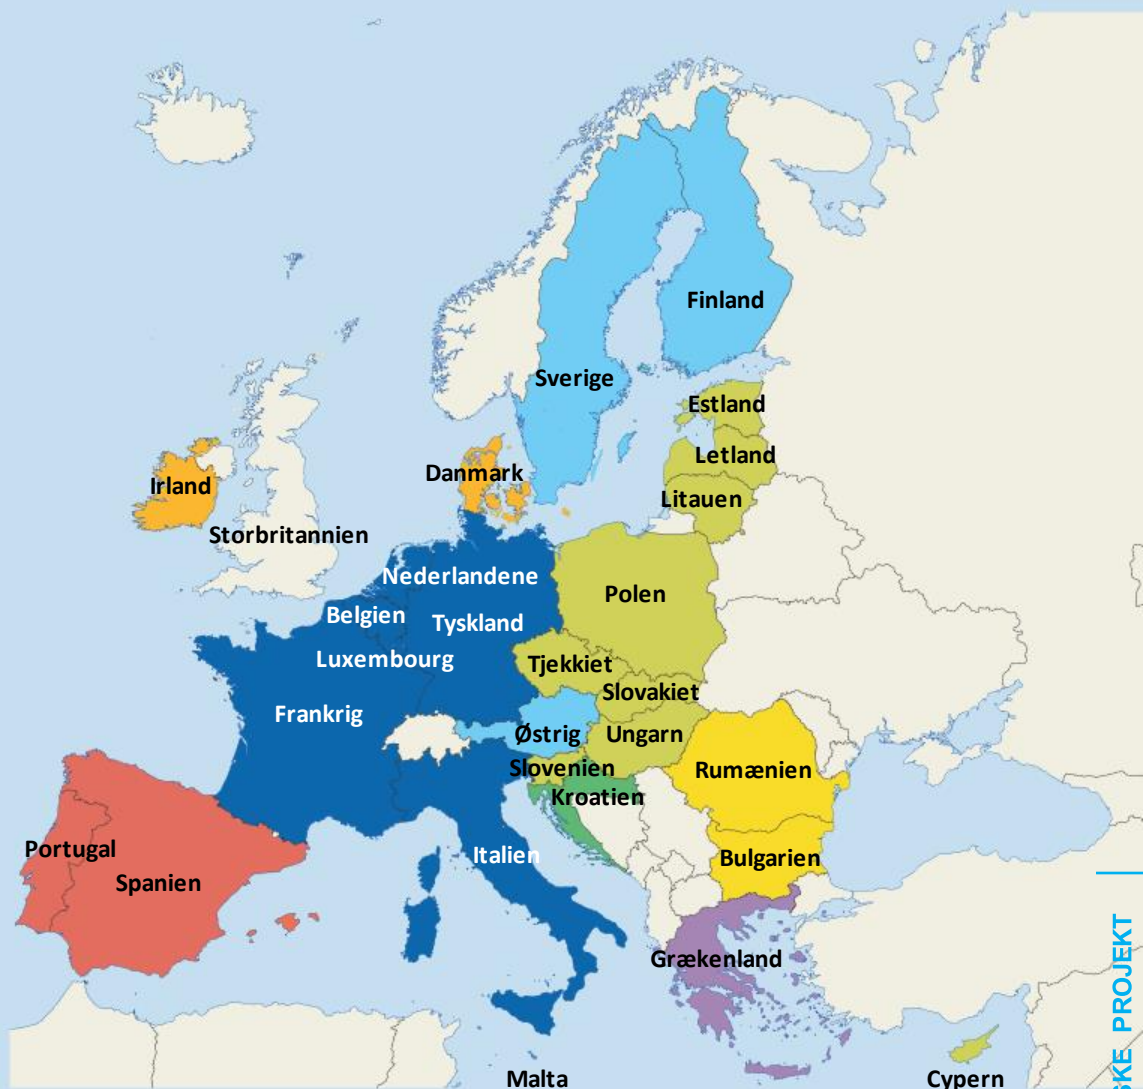 Finland
Sverige
Estland
Letland
Litauen
Danmark
Irland
Storbritannien
Nederlandene
Belgien
Tyskland
Luxembourg
Frankrig
Polen
Tjekkiet
Slovakiet
Østrig
Ungarn
Slovenien
Kroatien
Rumænien
Bulgarien
Italien
Portugal
Spanien
Grækenland
Malta
Cypern
PROJEKT